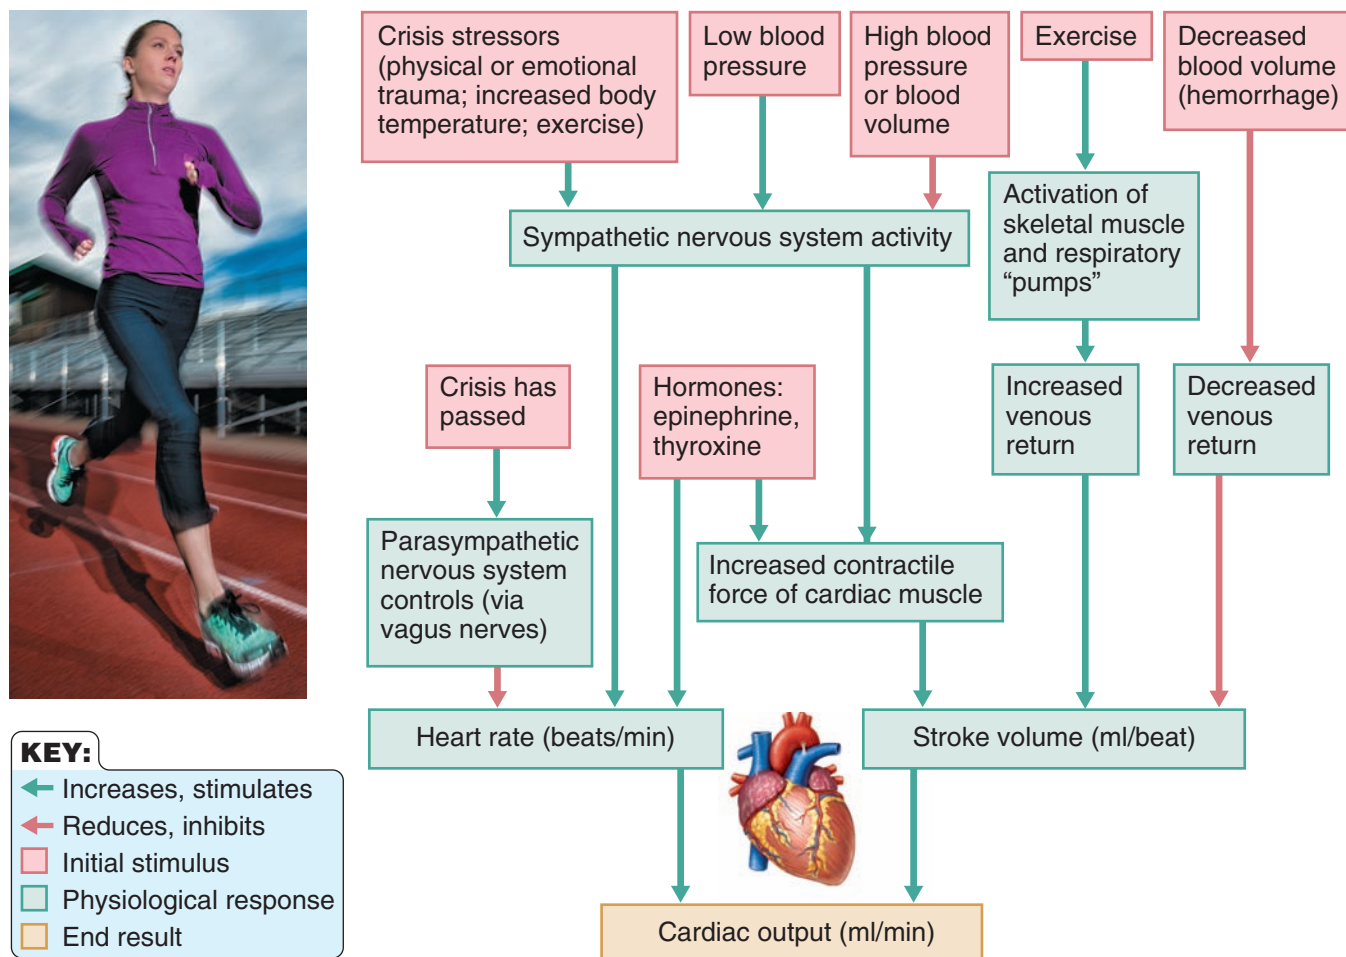 Crisis stressors
(physical or emotional
trauma; increased body
temperature; exercise)
Low blood
pressure
High blood
pressure
or blood
volume
Exercise
Decreased
blood volume
(hemorrhage)
Sympathetic nervous system activity
Activation of
skeletal muscle
and respiratory
“pumps”
Crisis has
passed
Hormones:
epinephrine,
thyroxine
Increased
venous
return
Decreased
venous
return
Parasympathetic
nervous system
controls (via
vagus nerves)
Increased contractile
force of cardiac muscle
Heart rate (beats/min)
Stroke volume (ml/beat)
Cardiac output (ml/min)
KEY:
Increases, stimulates
Reduces, inhibits
Initial stimulus
Physiological response
End result